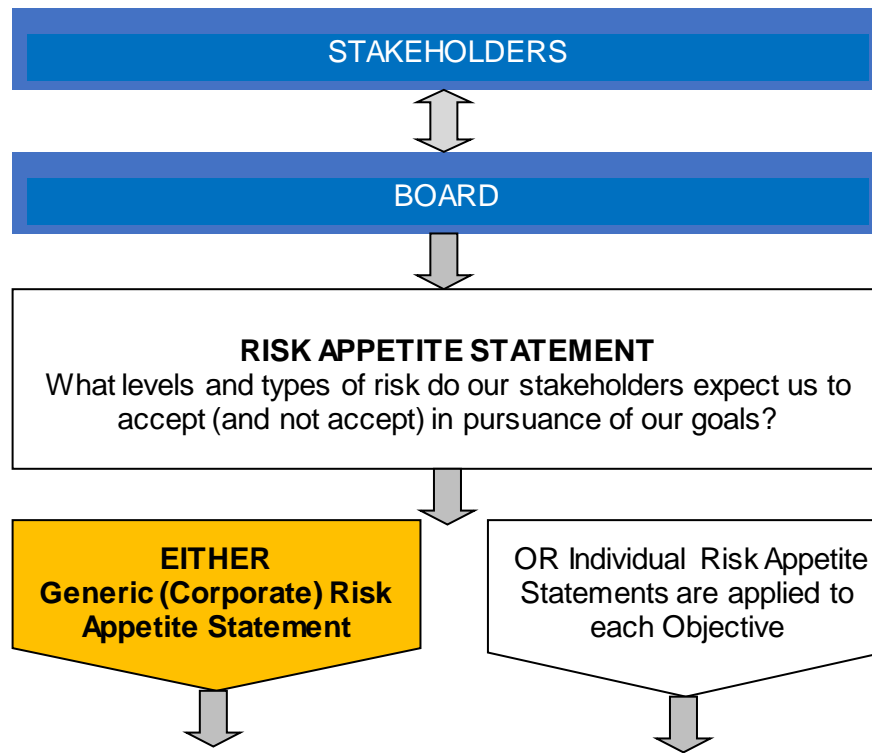 STAKEHOLDERS
BOARD
RISK APPETITE STATEMENT
What levels and types of risk do our stakeholders expect us to
accept (and not accept) in pursuance of our goals?
EITHER
Generic (Corporate) Risk
Appetite Statement
OR Individual Risk Appetite
Statements are applied to
each Objective